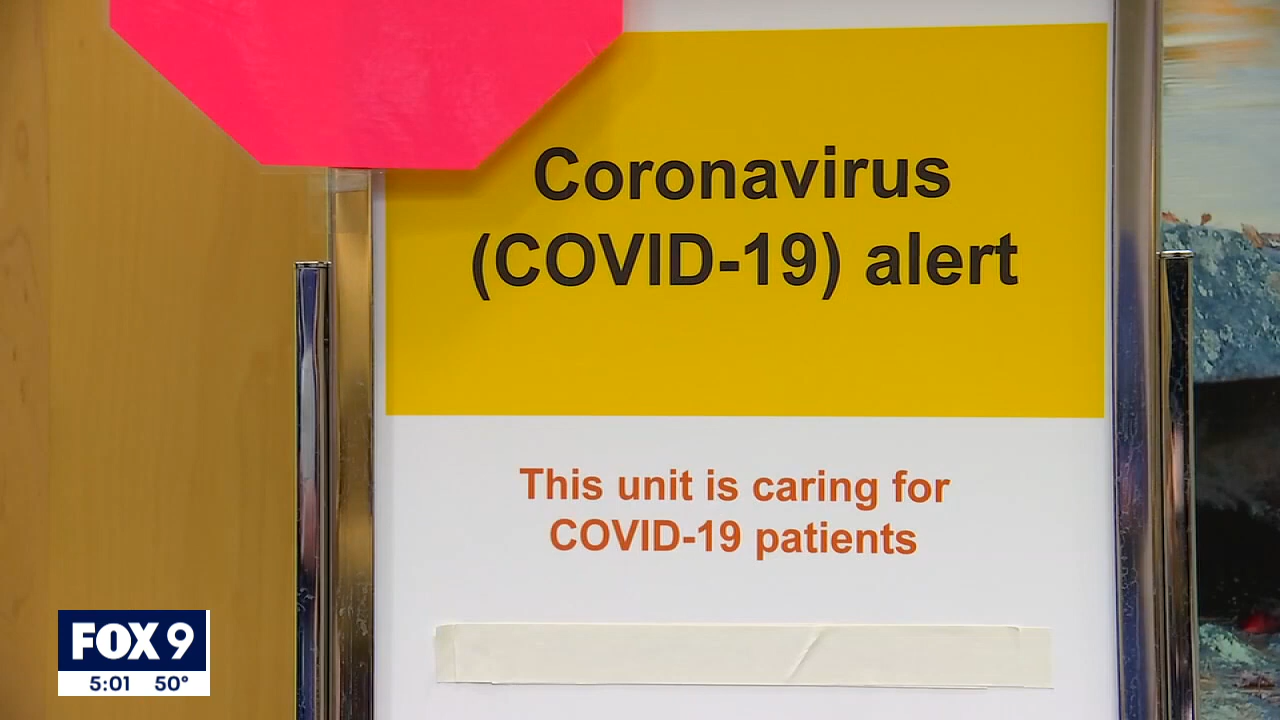 Coronavirus
(COVID-19) alert
This unit is caring for
COVID-19 patients
FOX 9
5:01 50°